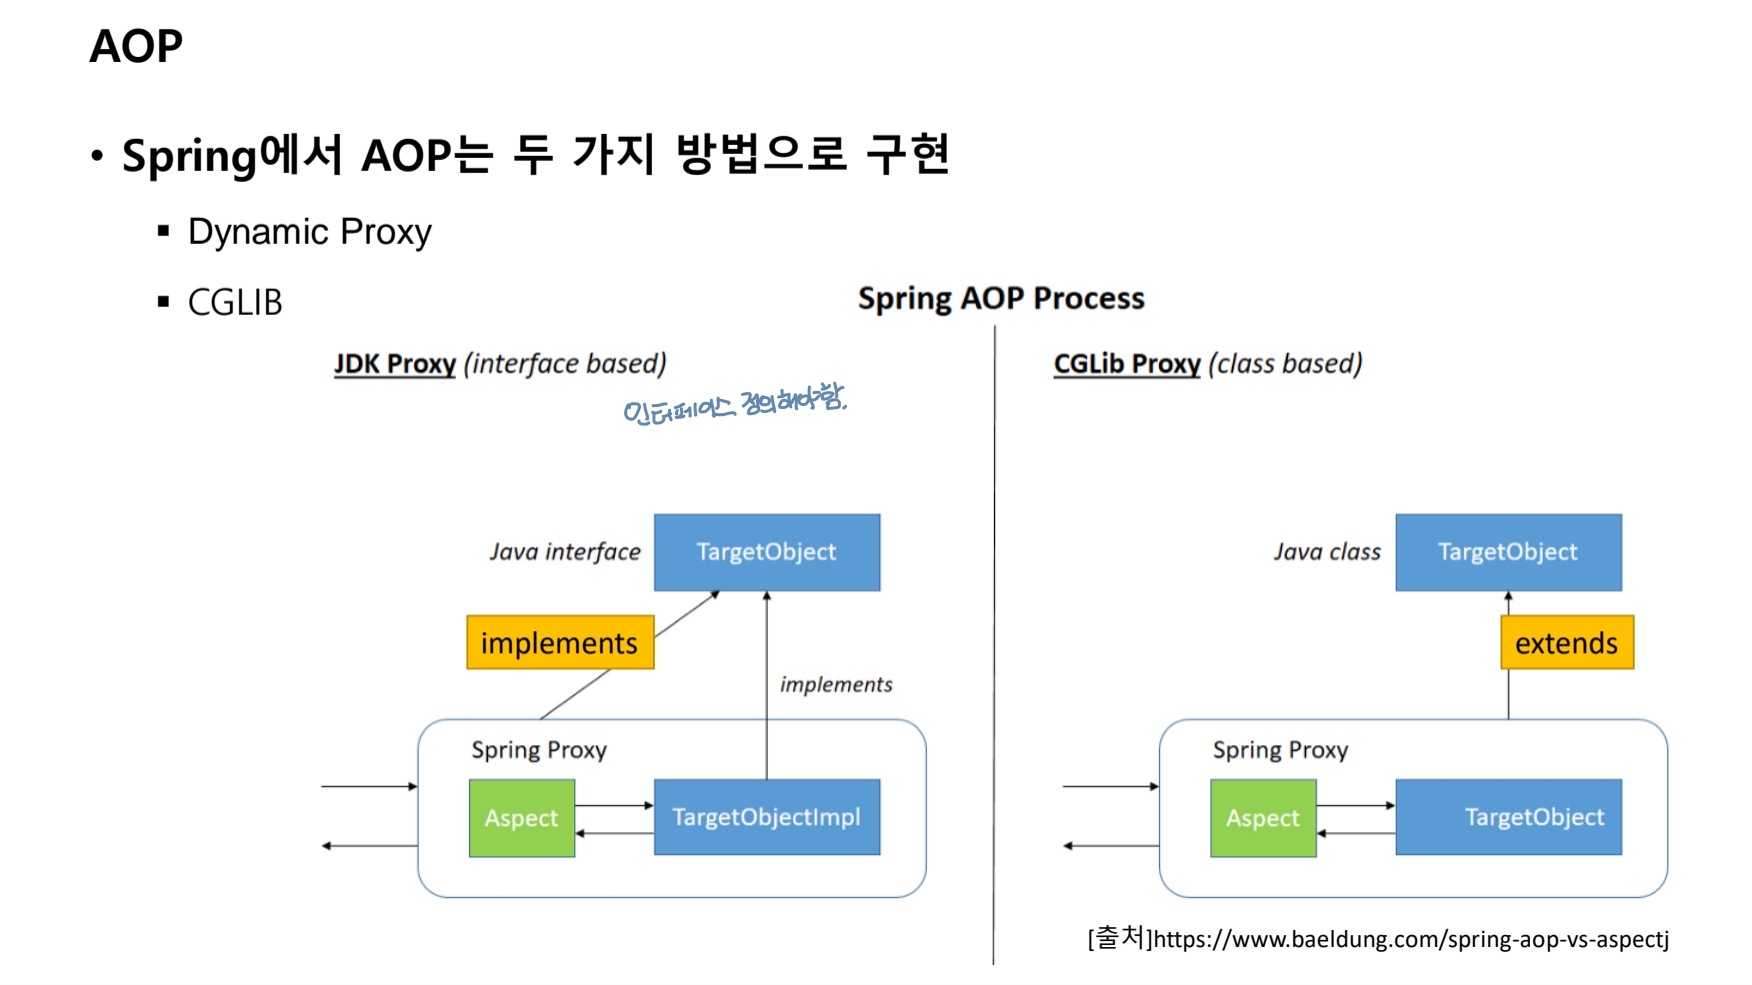 AOP
• Spring에서 AOP는 두 가지 방법으로 구현
▪ Dynamic Proxy
▪ CGLIB
Spring AOP Process
JDK Proxy (interface based)
인터페이스 정의해야함.
Java interface
TargetObject
implements
implements
Spring Proxy
Aspect
TargetObjectImpl
CGLib Proxy (class based)
Java class
TargetObject
extends
Spring Proxy
Aspect
TargetObject
[출처]https://www.baeldung.com/spring-aop-vs-aspectj